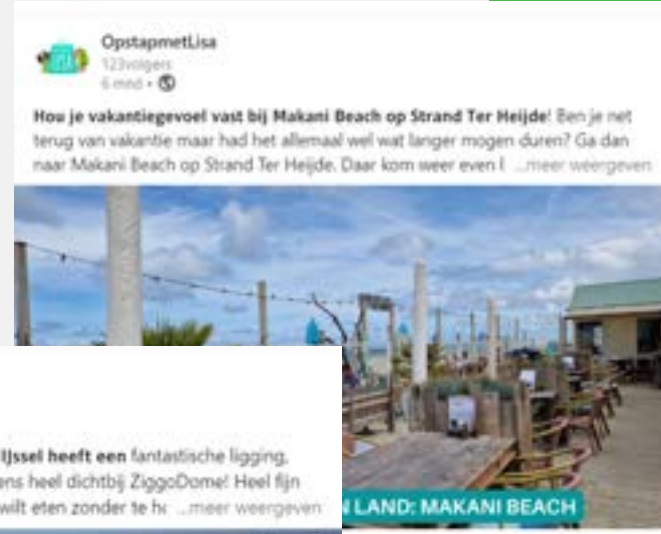 OpstapmetLisa
123volgers
6 mnd •
Hou je vakantiegevoel vast bij Makani Beach op Strand Ter Heijde! Ben je net
terug van vakantie maar had het allemaal wel wat langer mogen duren? Ga dan
naar Makani Beach op Strand Ter Heijde. Daar kom weer even l ...meer weergeven
N LAND: MAKANI BEACH
IJssel heeft een fantastische ligging,
ens heel dichtbij ZiggoDome! Heel fijn
wilt eten zonder te h ...meer weergeven